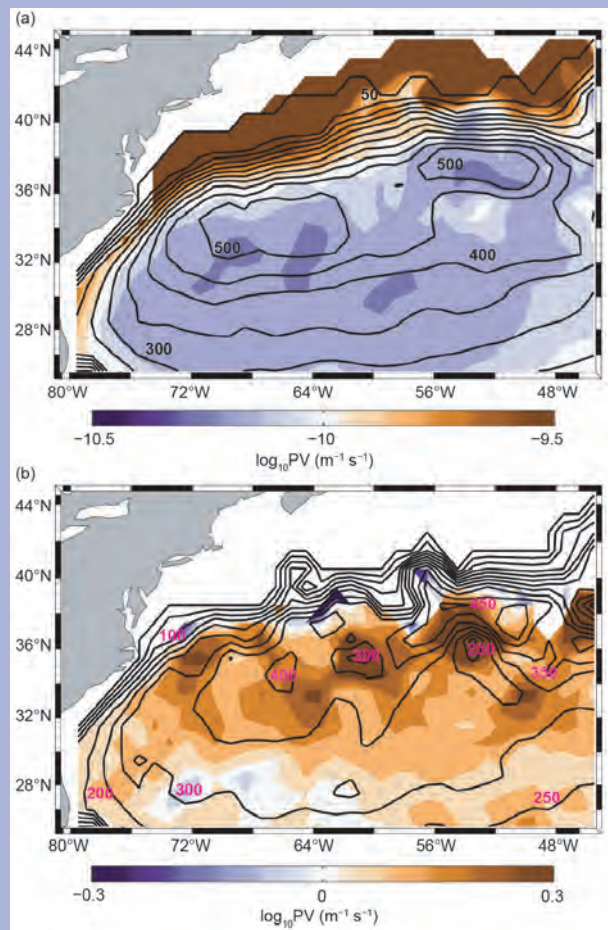 (a)
44°N
50
40°N
500
36°N
500
400
32°N
28°N
300
80°W 72°W 64°W 56°W 48°W
−10.5 −10 −9.5
log₁₀PV (m⁻¹ s⁻¹)
(b)
44°N
40°N
450
100
36°N
300 200
400 350
32°N
28°N
200 300 250
80°W 72°W 64°W 56°W 48°W
−0.3 0 0.3
log₁₀PV (m⁻¹ s⁻¹)